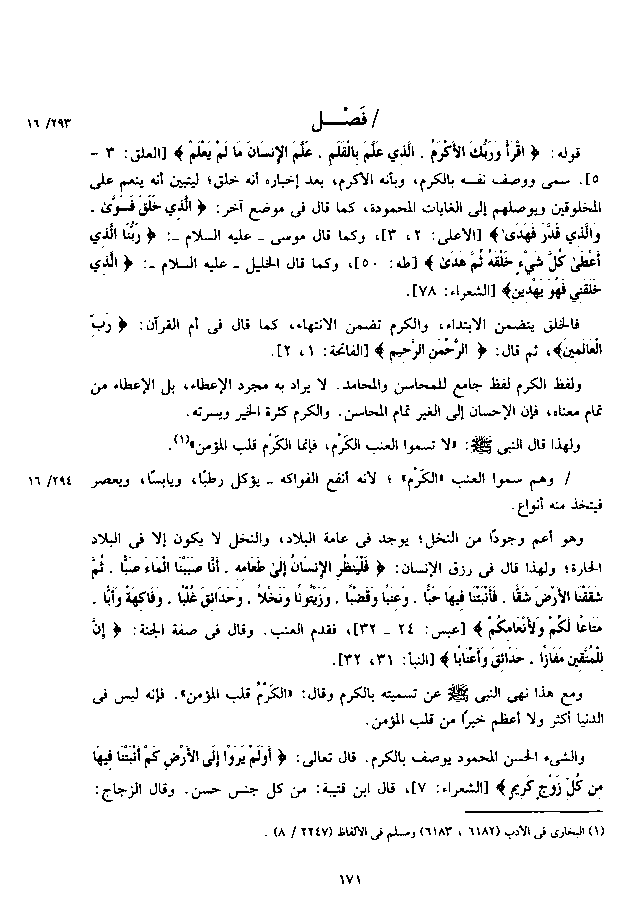 / فَصْــل
١٦/٢٩٣
قوله: ﴿ اقْرَأْ وَرَبُّكَ الأَكْرَمُ . الَّذِي عَلَّمَ بِالْقَلَمِ . عَلَّمَ الإِنسَانَ مَا لَمْ يَعْلَمْ ﴾ [العلق: ٣ –
٥]. سمى ووصف نفسه بالكرم، وبأنه الأكرم، بعد إخباره أنه خلق؛ ليتبين أنه ينعم على
المخلوقين ويوصلهم إلى الغايات المحمودة، كما قال فى موضع آخر: ﴿ الَّذِي خَلَقَ فَسَوَّىٰ .
وَالَّذِي قَدَّرَ فَهَدَىٰ ﴾ [الأعلى: ٢ ، ٣]، وكما قال موسى ـ عليه السلام ـ: ﴿ رَبُّنَا الَّذِي
أَعْطَىٰ كُلَّ شَيْءٍ خَلْقَهُ ثُمَّ هَدَىٰ ﴾ [طه: ٥٠]، وكما قال الخليل ـ عليه السلام ـ: ﴿ الَّذِي
خَلَقَنِي فَهُوَ يَهْدِينِ﴾ [الشعراء: ٧٨].
فالخلق يتضمن الابتداء، والكرم تضمن الانتهاء، كما قال فى أم القرآن: ﴿ رَبِّ
الْعَالَمِينَ﴾، ثم قال: ﴿ الرَّحْمَنِ الرَّحِيمِ ﴾ [الفاتحة: ١، ٢].
ولفظ الكرم لفظ جامع للمحاسن والمحامد. لا يراد به مجرد الإعطاء، بل الإعطاء من
تمام معناه، فإن الإحسان إلى الغير تمام المحاسن. والكرم كثرة الخير ويسرته.
ولهذا قال النبى ﷺ: «لا تسموا العنب الكَرْم، فإنما الكَرْم قلب المؤمن»(١).
/ وهم سموا العنب «الكَرْم» ؛ لأنه أنفع الفواكه ـ يؤكل رطبًا، ويابسًا، ويعصر
١٦/٢٩٤
فيتخذ منه أنواع.
وهو أعم وجودًا من النخل؛ يوجد فى عامة البلاد، والنخل لا يكون إلا فى البلاد
الحارة؛ ولهذا قال فى رزق الإنسان: ﴿ فَلْيَنظُرِ الإِنسَانُ إِلَىٰ طَعَامِهِ . أَنَّا صَبَبْنَا الْمَاءَ صَبًّا . ثُمَّ
شَقَقْنَا الأَرْضَ شَقًّا . فَأَنبَتْنَا فِيهَا حَبًّا . وَعِنَبًا وَقَضْبًا . وَزَيْتُونًا وَنَخْلاً . وَحَدَائِقَ غُلْبًا . وَفَاكِهَةً وَأَبًّا .
مَتَاعًا لَّكُمْ وَلأَنْعَامِكُمْ ﴾ [عبس: ٢٤ ـ ٣٢]، فقدم العنب. وقال فى صفة الجنة: ﴿ إِنَّ
لِلْمُتَّقِينَ مَفَازًا . حَدَائِقَ وَأَعْنَابًا ﴾ [النبأ: ٣١، ٣٢].
ومع هذا نهى النبى ﷺ عن تسميته بالكرم وقال: «الكَرْمُ قلب المؤمن». فإنه ليس فى
الدنيا أكثر ولا أعظم خيرًا من قلب المؤمن.
والشىء الحسن المحمود يوصف بالكرم. قال تعالى: ﴿ أَوَلَمْ يَرَوْا إِلَى الأَرْضِ كَمْ أَنبَتْنَا فِيهَا
مِن كُلِّ زَوْجٍ كَرِيمٍ ﴾ [الشعراء: ٧]، قال ابن قتيبة: من كل جنس حسن. وقال الزجاج:
(١) البخارى فى الأدب (٦١٨٢ ، ٦١٨٣) ومسلم فى الألفاظ (٢٢٤٧ / ٨) .
١٧١